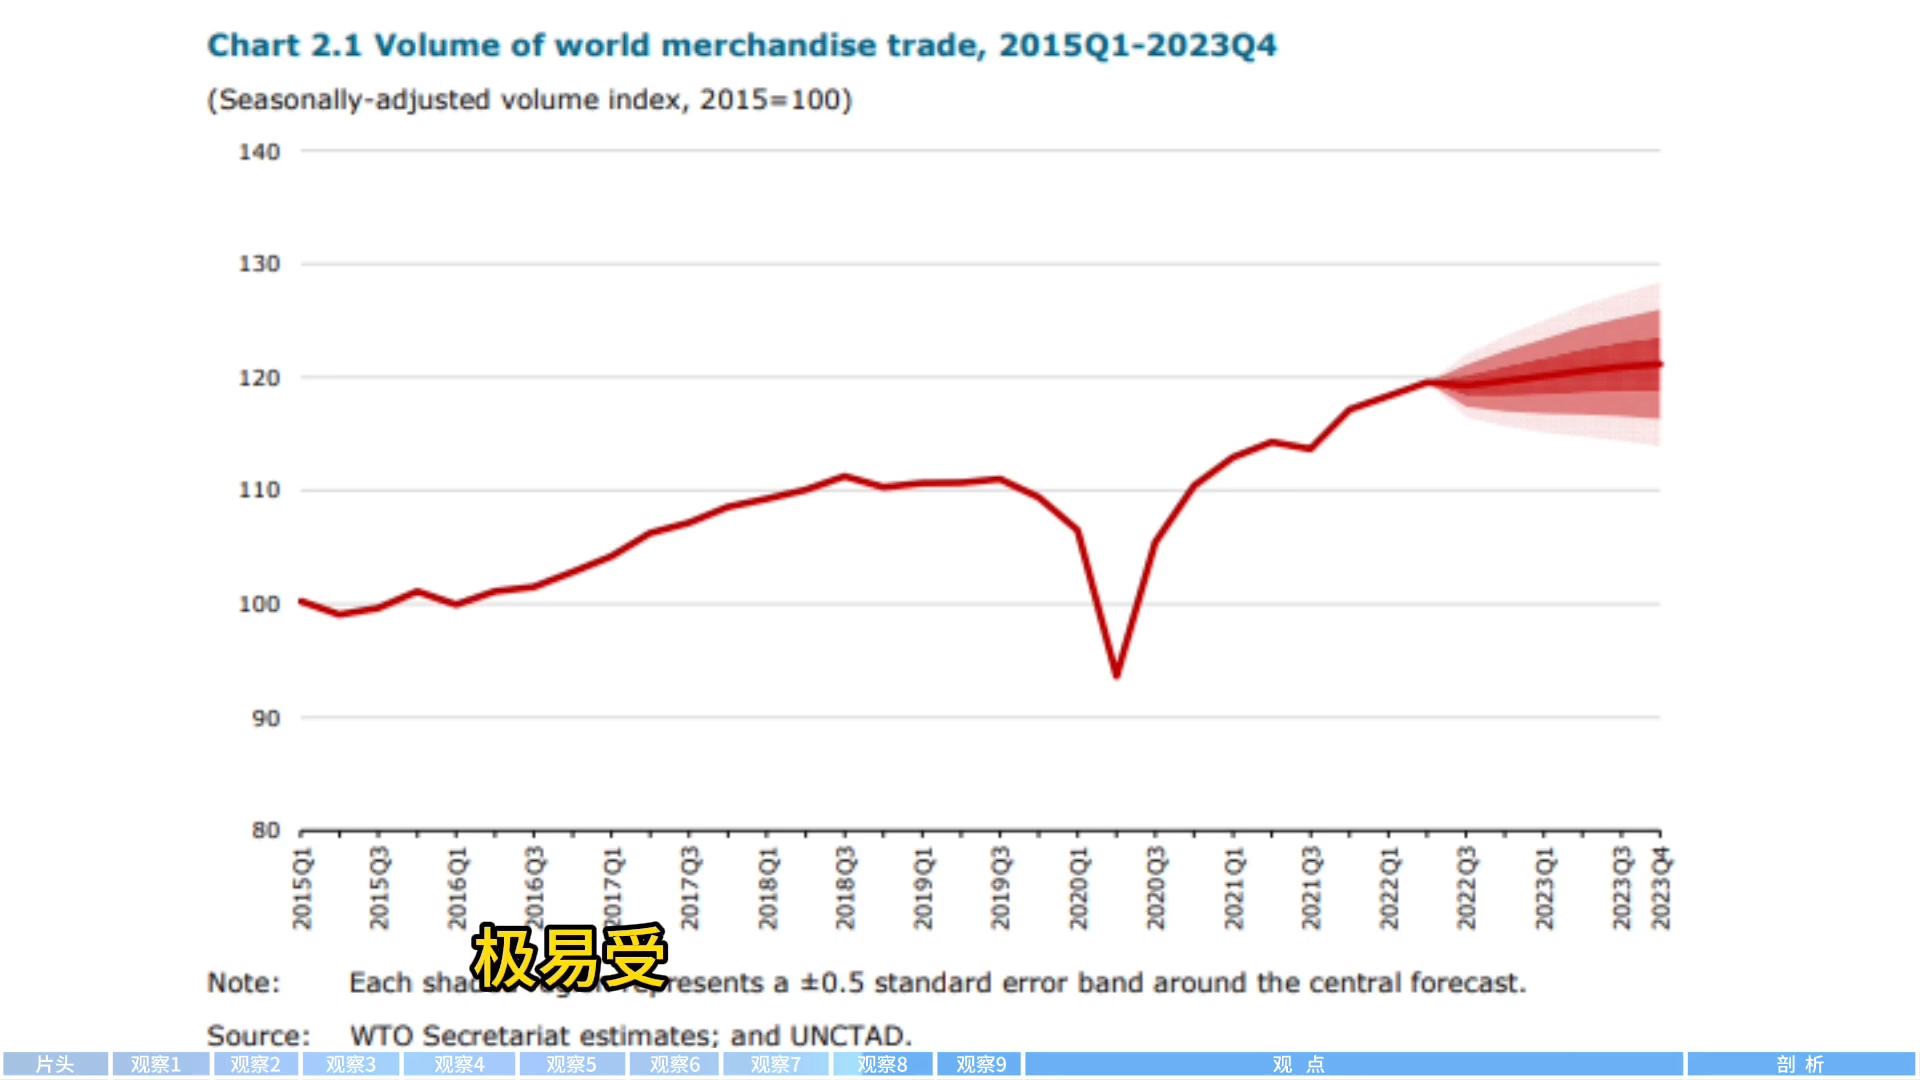 Chart 2.1 Volume of world merchandise trade, 2015Q1-2023Q4
(Seasonally-adjusted volume index, 2015=100)
140
130
120
110
100
90
80
2015Q1 2015Q3 2016Q1 2016Q3 2017Q1 2017Q3 2018Q1 2018Q3 2019Q1 2019Q3 2020Q1 2020Q3 2021Q1 2021Q3 2022Q1 2022Q3 2023Q1 2023Q3 2023Q4
极易受
Note: Each represents a ±0.5 standard error band around the central forecast.
Source: WTO Secretariat estimates; and UNCTAD.
片头 观察1 观察2 观察3 观察4 观察5 观察6 观察7 观察8 观察9 观 点 剖 析